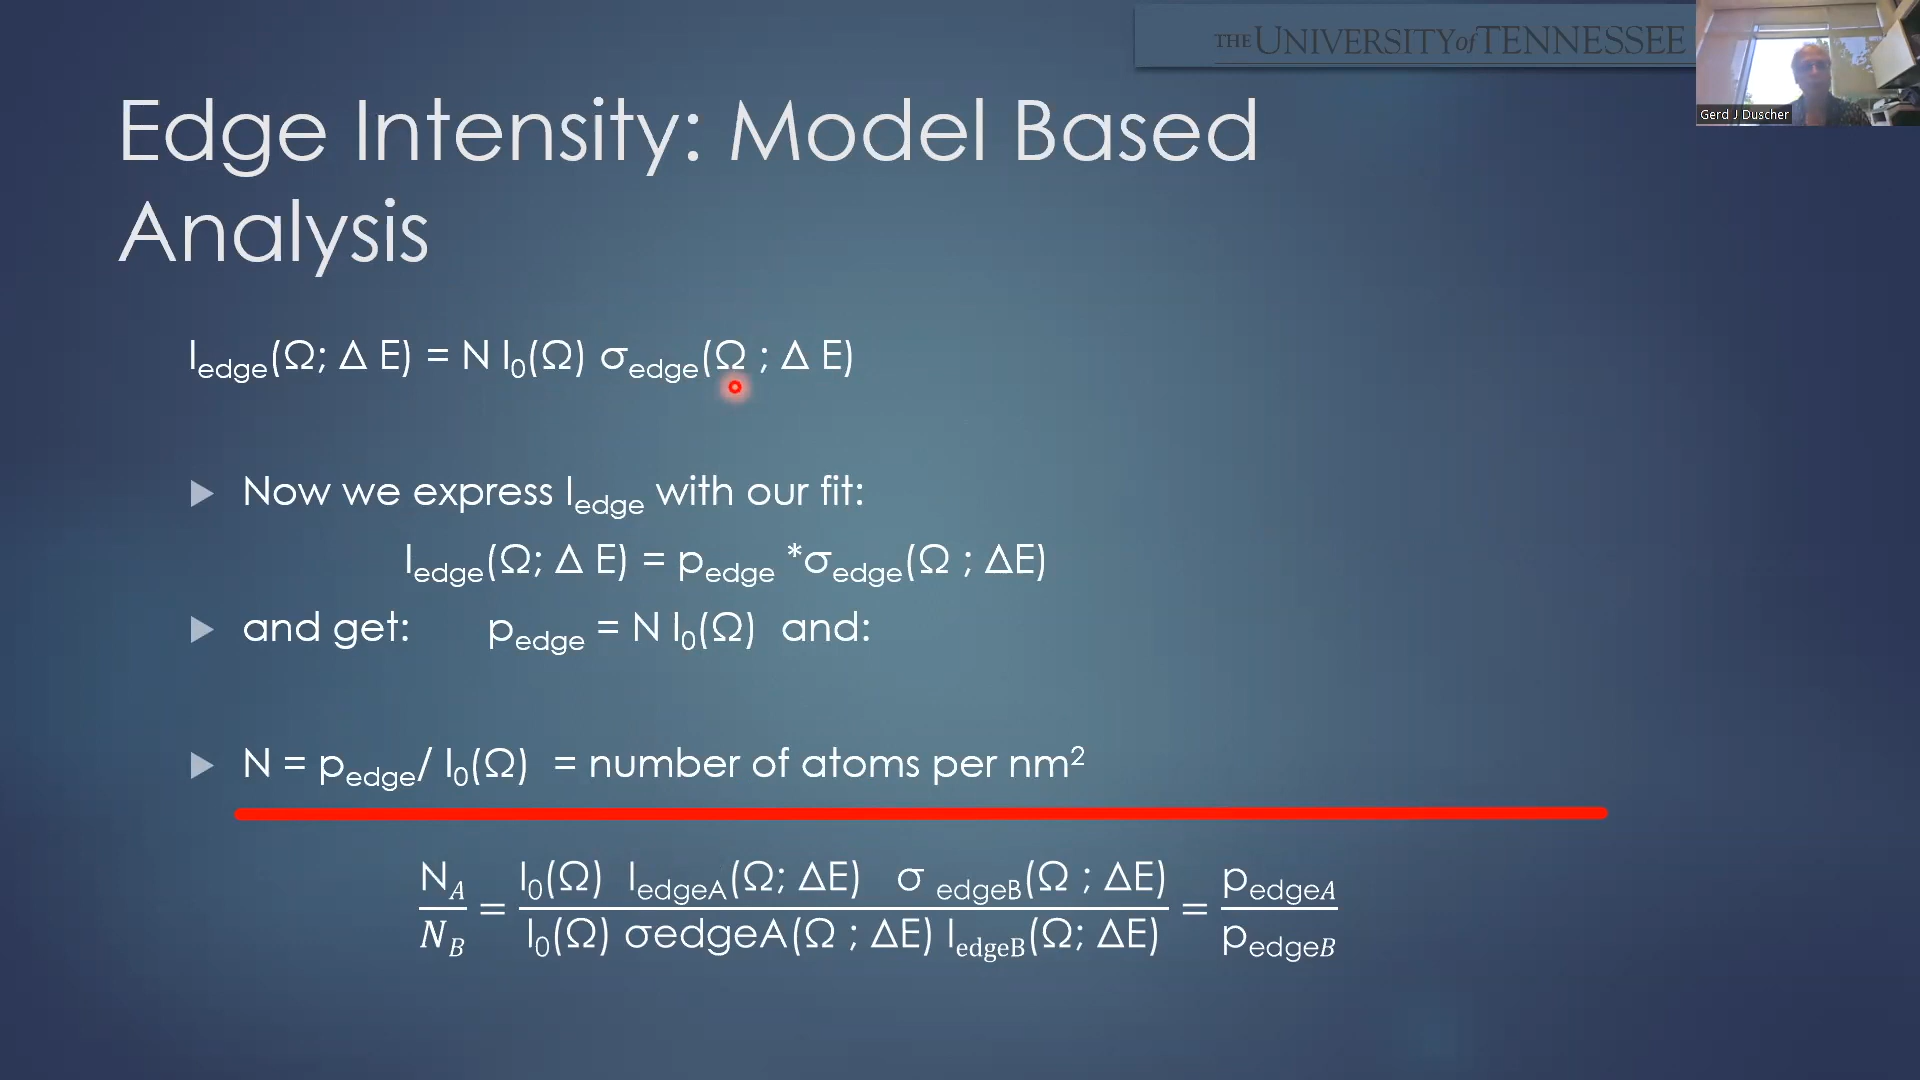 THE UNIVERSITY of TENNESSEE
Gerd J Duscher
Edge Intensity: Model Based
Analysis
I_edge(Ω; Δ E) = N I_0(Ω) σ_edge(Ω ; Δ E)
Now we express I_edge with our fit:
I_edge(Ω; Δ E) = p_edge *σ_edge(Ω ; ΔE)
and get: p_edge = N I_0(Ω) and:
N = p_edge/ I_0(Ω) = number of atoms per nm²
N_A/N_B = I_0(Ω) I_edgeA(Ω; ΔE) σ_edgeB(Ω ; ΔE) / I_0(Ω) σedgeA(Ω ; ΔE) I_edgeB(Ω; ΔE) = p_edgeA/p_edgeB